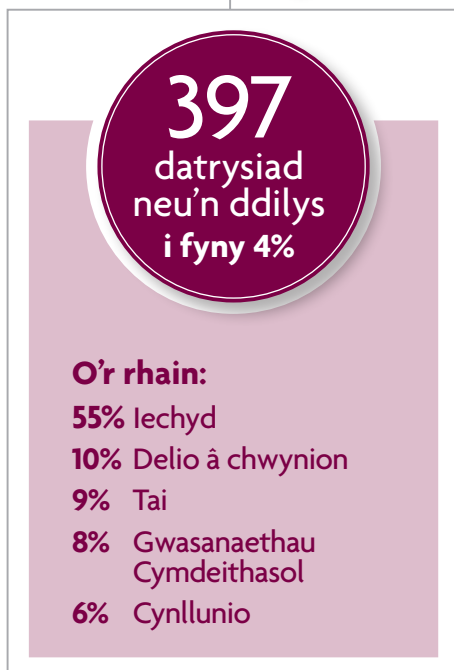 397
datrysiad
neu'n ddilys
i fyny 4%
O'r rhain:
55% Iechyd
10% Delio â chwynion
9% Tai
8% Gwasanaethau
Cymdeithasol
6% Cynllunio